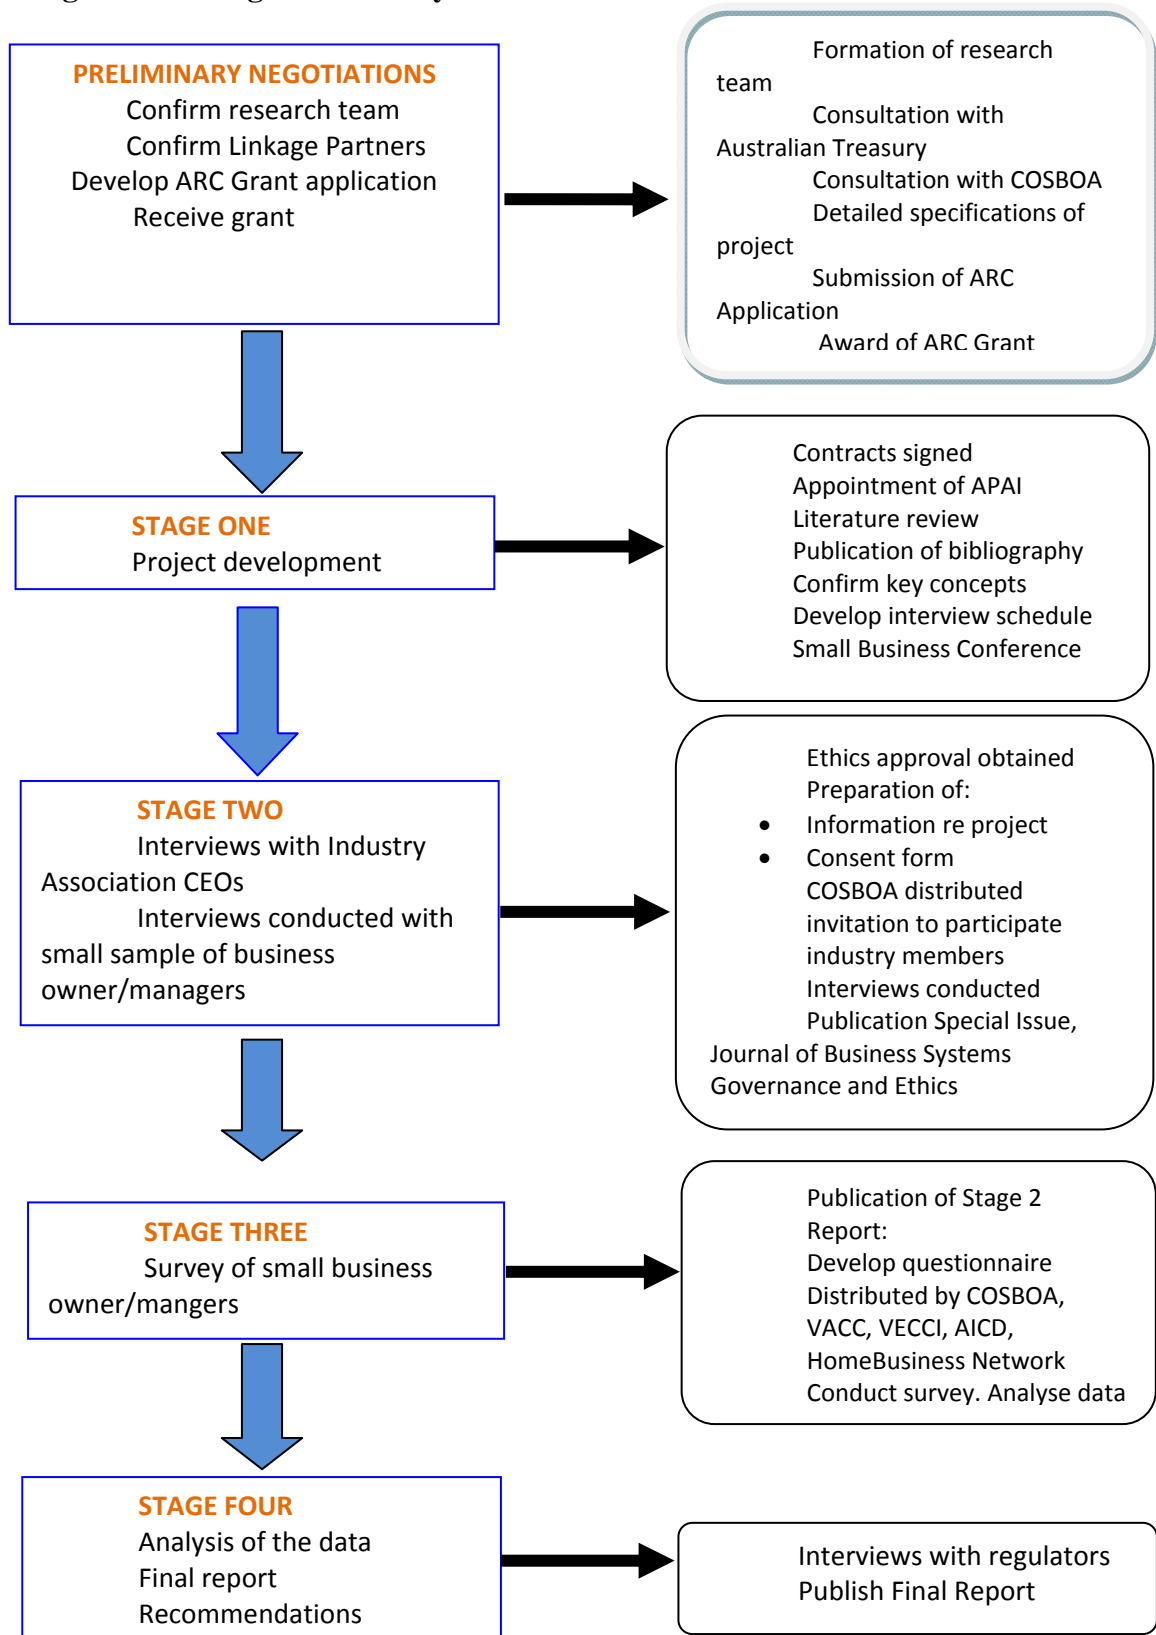 PRELIMINARY NEGOTIATIONS
Confirm research team
Confirm Linkage Partners
Develop ARC Grant application
Receive grant
Formation of research
team
Consultation with
Australian Treasury
Consultation with COSBOA
Detailed specifications of
project
Submission of ARC
Application
Award of ARC Grant
STAGE ONE
Project development
Contracts signed
Appointment of APAI
Literature review
Publication of bibliography
Confirm key concepts
Develop interview schedule
Small Business Conference
STAGE TWO
Interviews with Industry
Association CEOs
Interviews conducted with
small sample of business
owner/managers
Ethics approval obtained
Preparation of:
• Information re project
• Consent form
COSBOA distributed
invitation to participate
industry members
Interviews conducted
Publication Special Issue,
Journal of Business Systems
Governance and Ethics
STAGE THREE
Survey of small business
owner/mangers
Publication of Stage 2
Report:
Develop questionnaire
Distributed by COSBOA,
VACC, VECCI, AICD,
HomeBusiness Network
Conduct survey. Analyse data
STAGE FOUR
Analysis of the data
Final report
Recommendations
Interviews with regulators
Publish Final Report